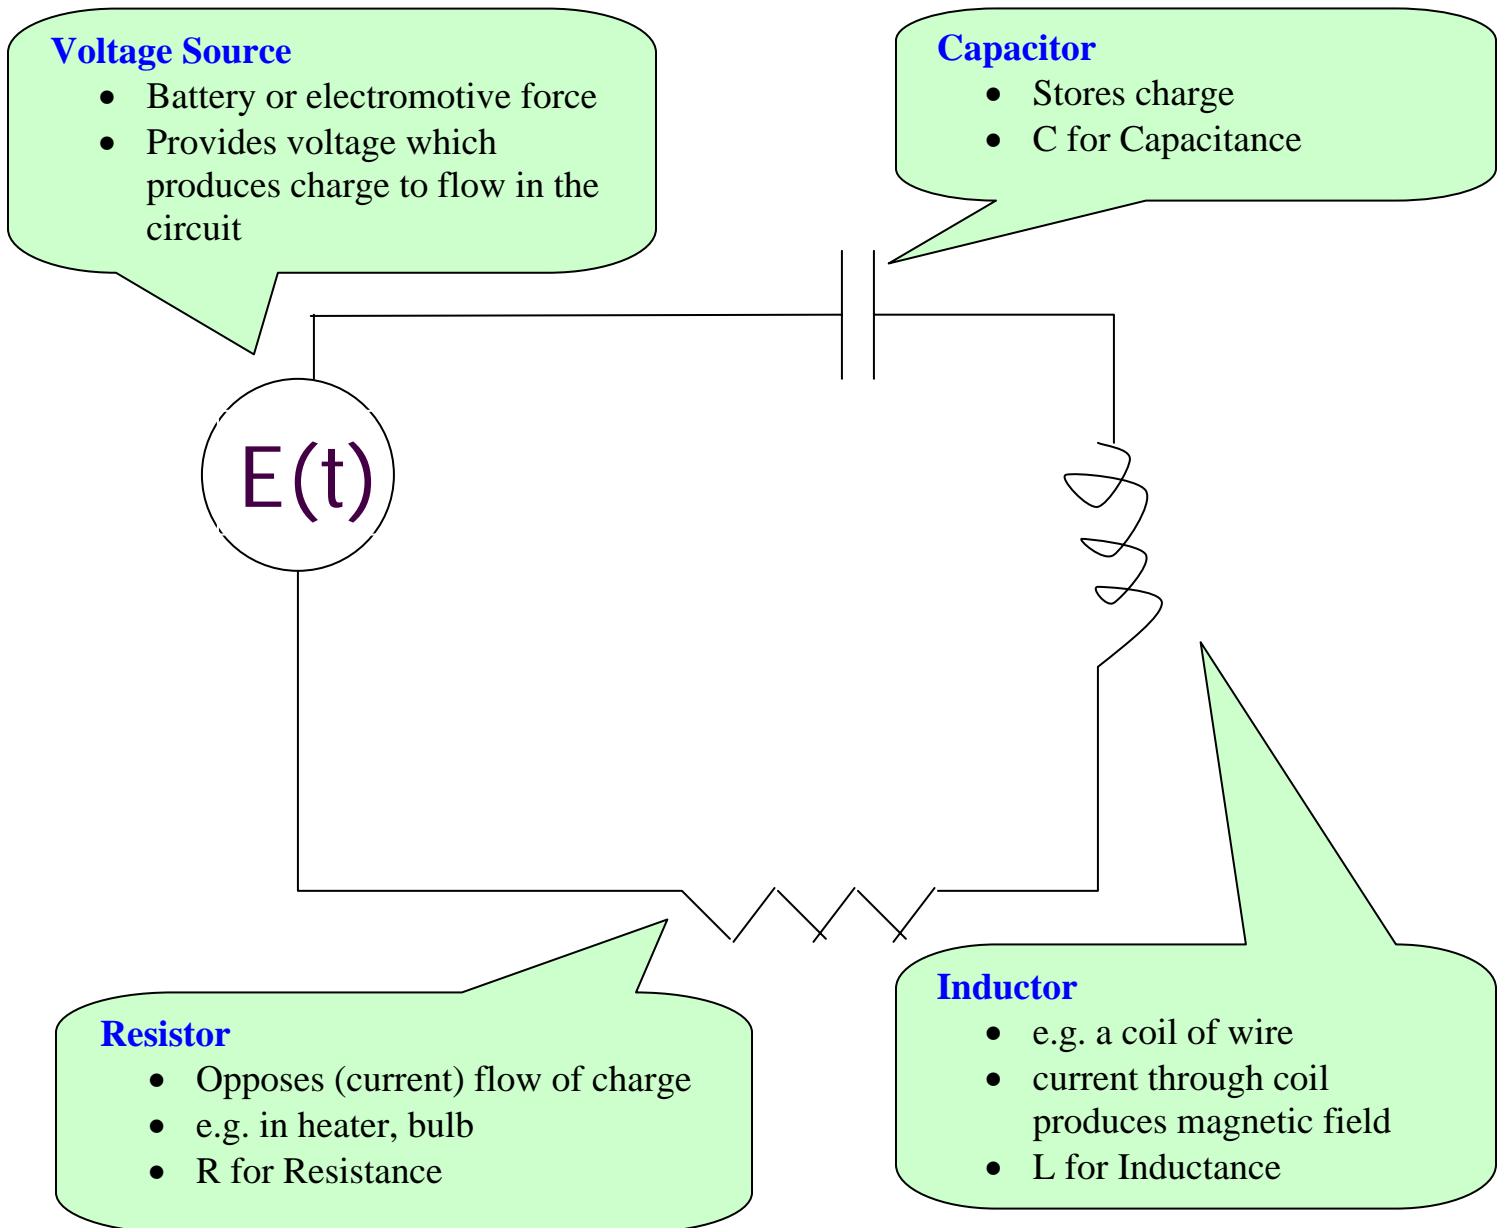 Voltage Source
• Battery or electromotive force
• Provides voltage which
produces charge to flow in the
circuit
Capacitor
• Stores charge
• C for Capacitance
E(t)
Resistor
• Opposes (current) flow of charge
• e.g. in heater, bulb
• R for Resistance
Inductor
• e.g. a coil of wire
• current through coil
produces magnetic field
• L for Inductance